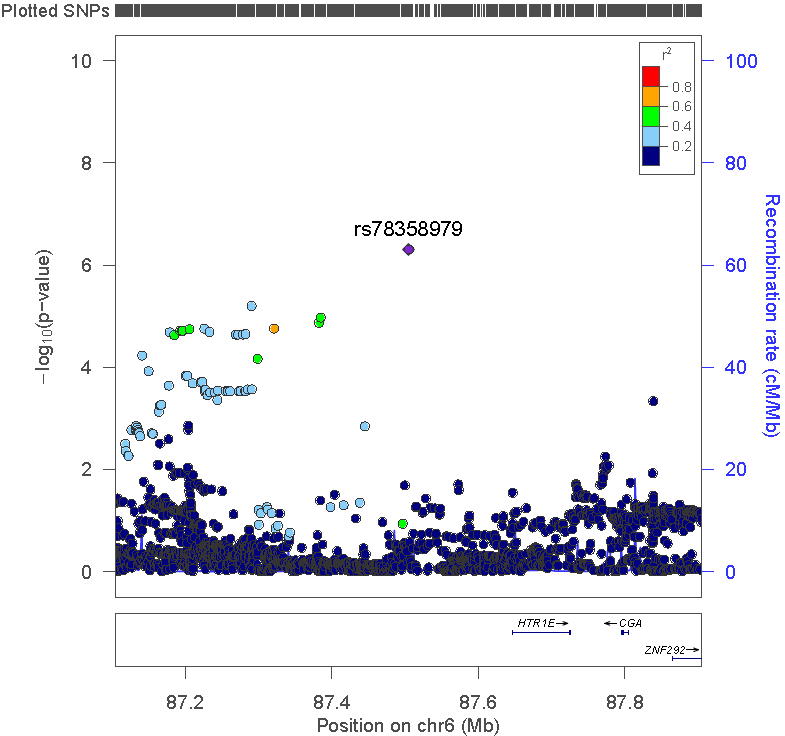 Plotted SNPs
10
8
6
4
2
0
−log10(p−value)
100
80
60
40
20
0
Recombination rate (cM/Mb)
r2
0.8
0.6
0.4
0.2
rs78358979
HTR1E→
←CGA
ZNF292→
87.2
87.4
87.6
87.8
Position on chr6 (Mb)